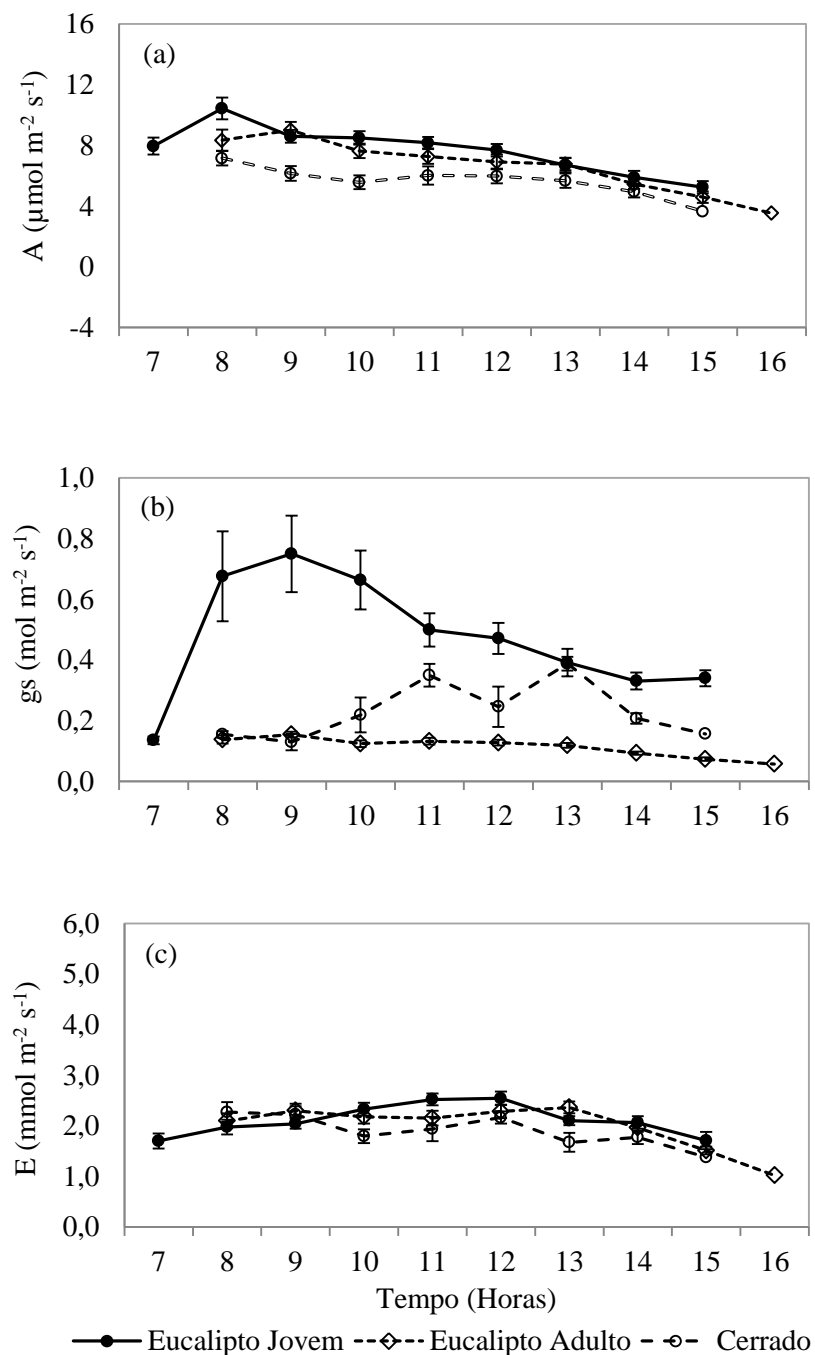 (a)
A (µmol m-2 s-1)
16
12
8
4
0
-4
7 8 9 10 11 12 13 14 15 16
(b)
gs (mol m-2 s-1)
1,0
0,8
0,6
0,4
0,2
0,0
7 8 9 10 11 12 13 14 15 16
(c)
E (mmol m-2 s-1)
6,0
5,0
4,0
3,0
2,0
1,0
0,0
7 8 9 10 11 12 13 14 15 16
Tempo (Horas)
Eucalipto Jovem Eucalipto Adulto Cerrado